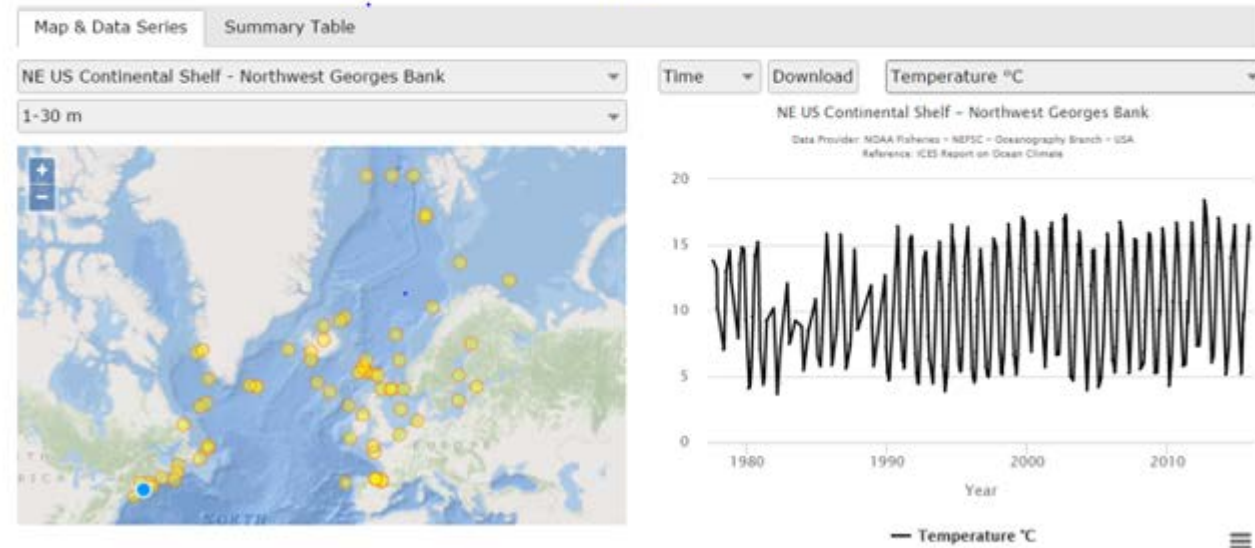 Map & Data Series
Summary Table
NE US Continental Shelf - Northwest Georges Bank
1-30 m
Time
Download
Temperature °C
NE US Continental Shelf – Northwest Georges Bank
Data Provider: NOAA Fisheries – NEFSC – Oceanography Branch – USA
Reference: ICES Report on Ocean Climate
+
−
20
15
10
5
0
1980
1990
2000
2010
Year
Temperature °C
EUROPE
NORTH